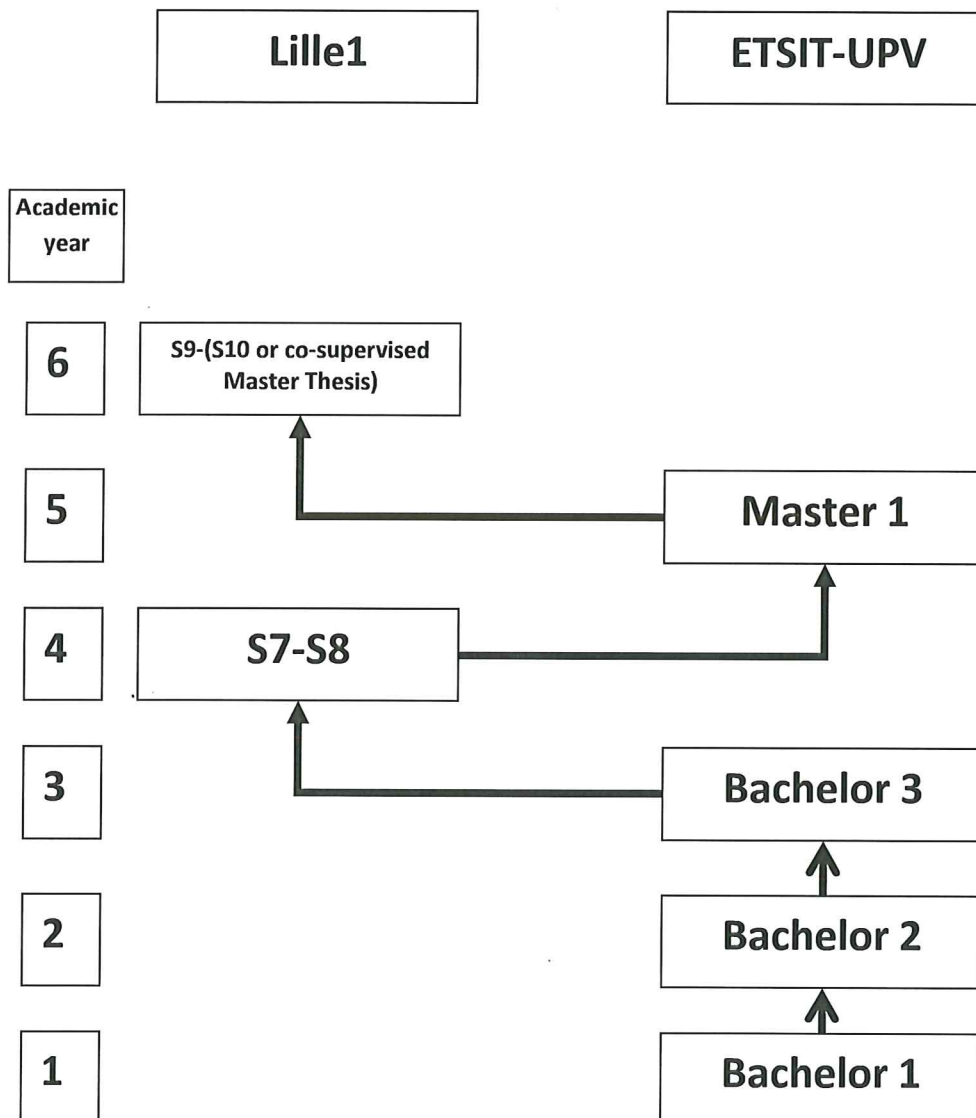 Lille1
ETSIT-UPV
Academic
year
6
S9-(S10 or co-supervised
Master Thesis)
5
Master 1
4
S7-S8
3
Bachelor 3
2
Bachelor 2
1
Bachelor 1